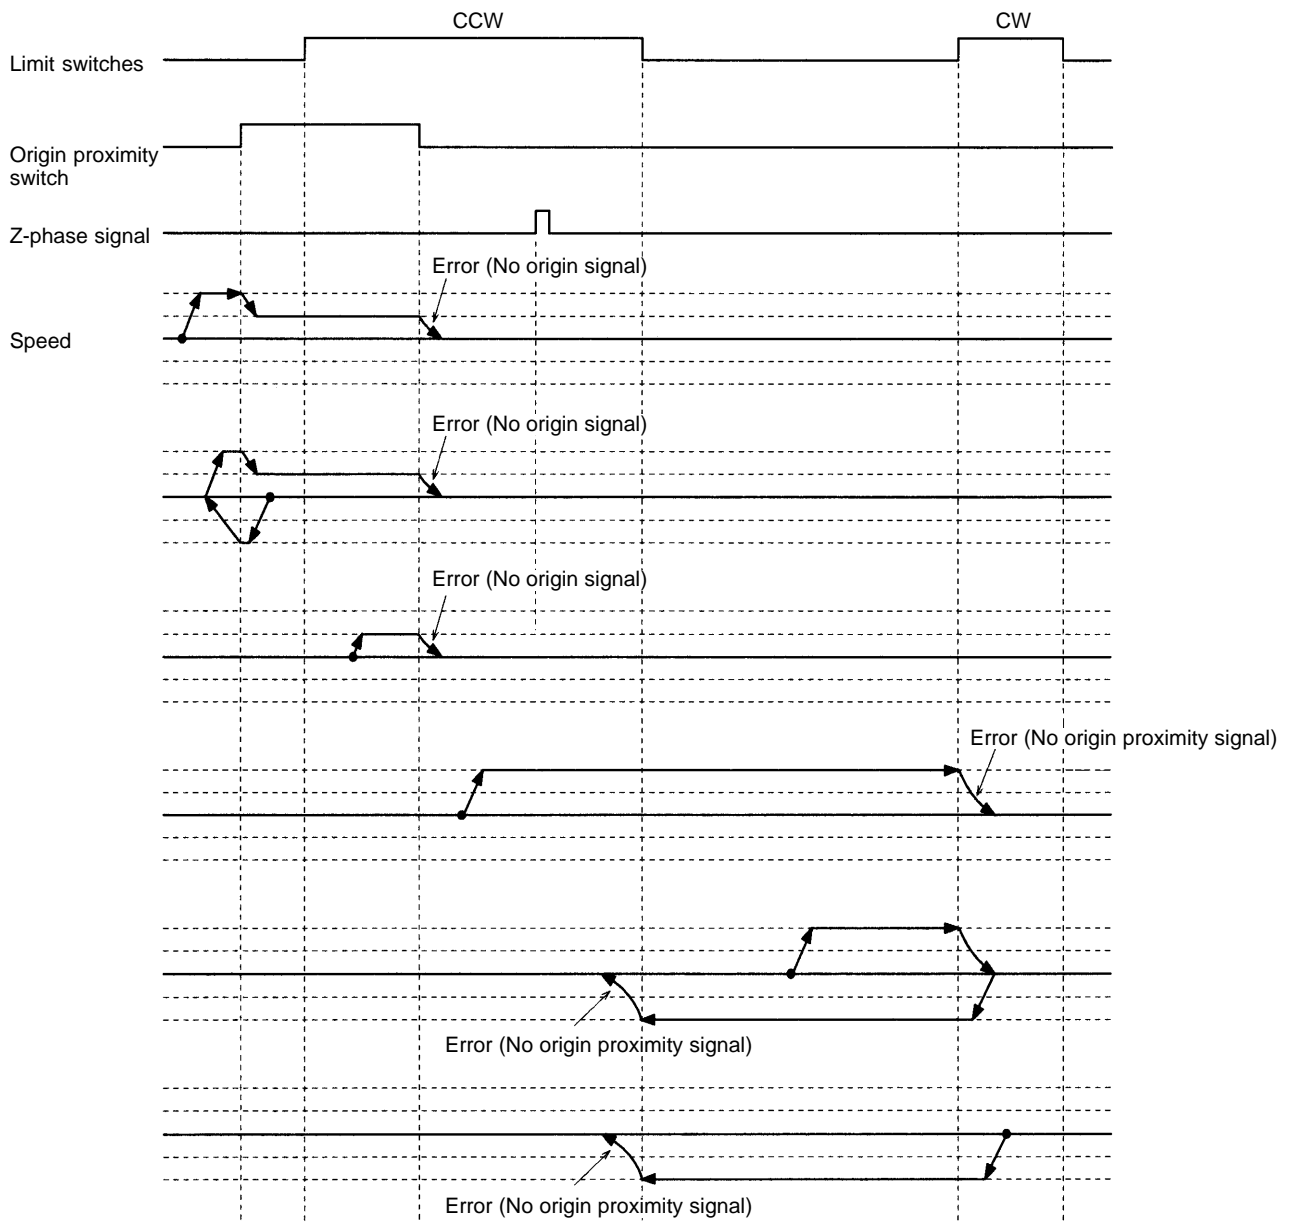 CCW
CW
Limit switches
Origin proximity
switch
Z-phase signal
Error (No origin signal)
Speed
Error (No origin signal)
Error (No origin signal)
Error (No origin proximity signal)
Error (No origin proximity signal)
Error (No origin proximity signal)